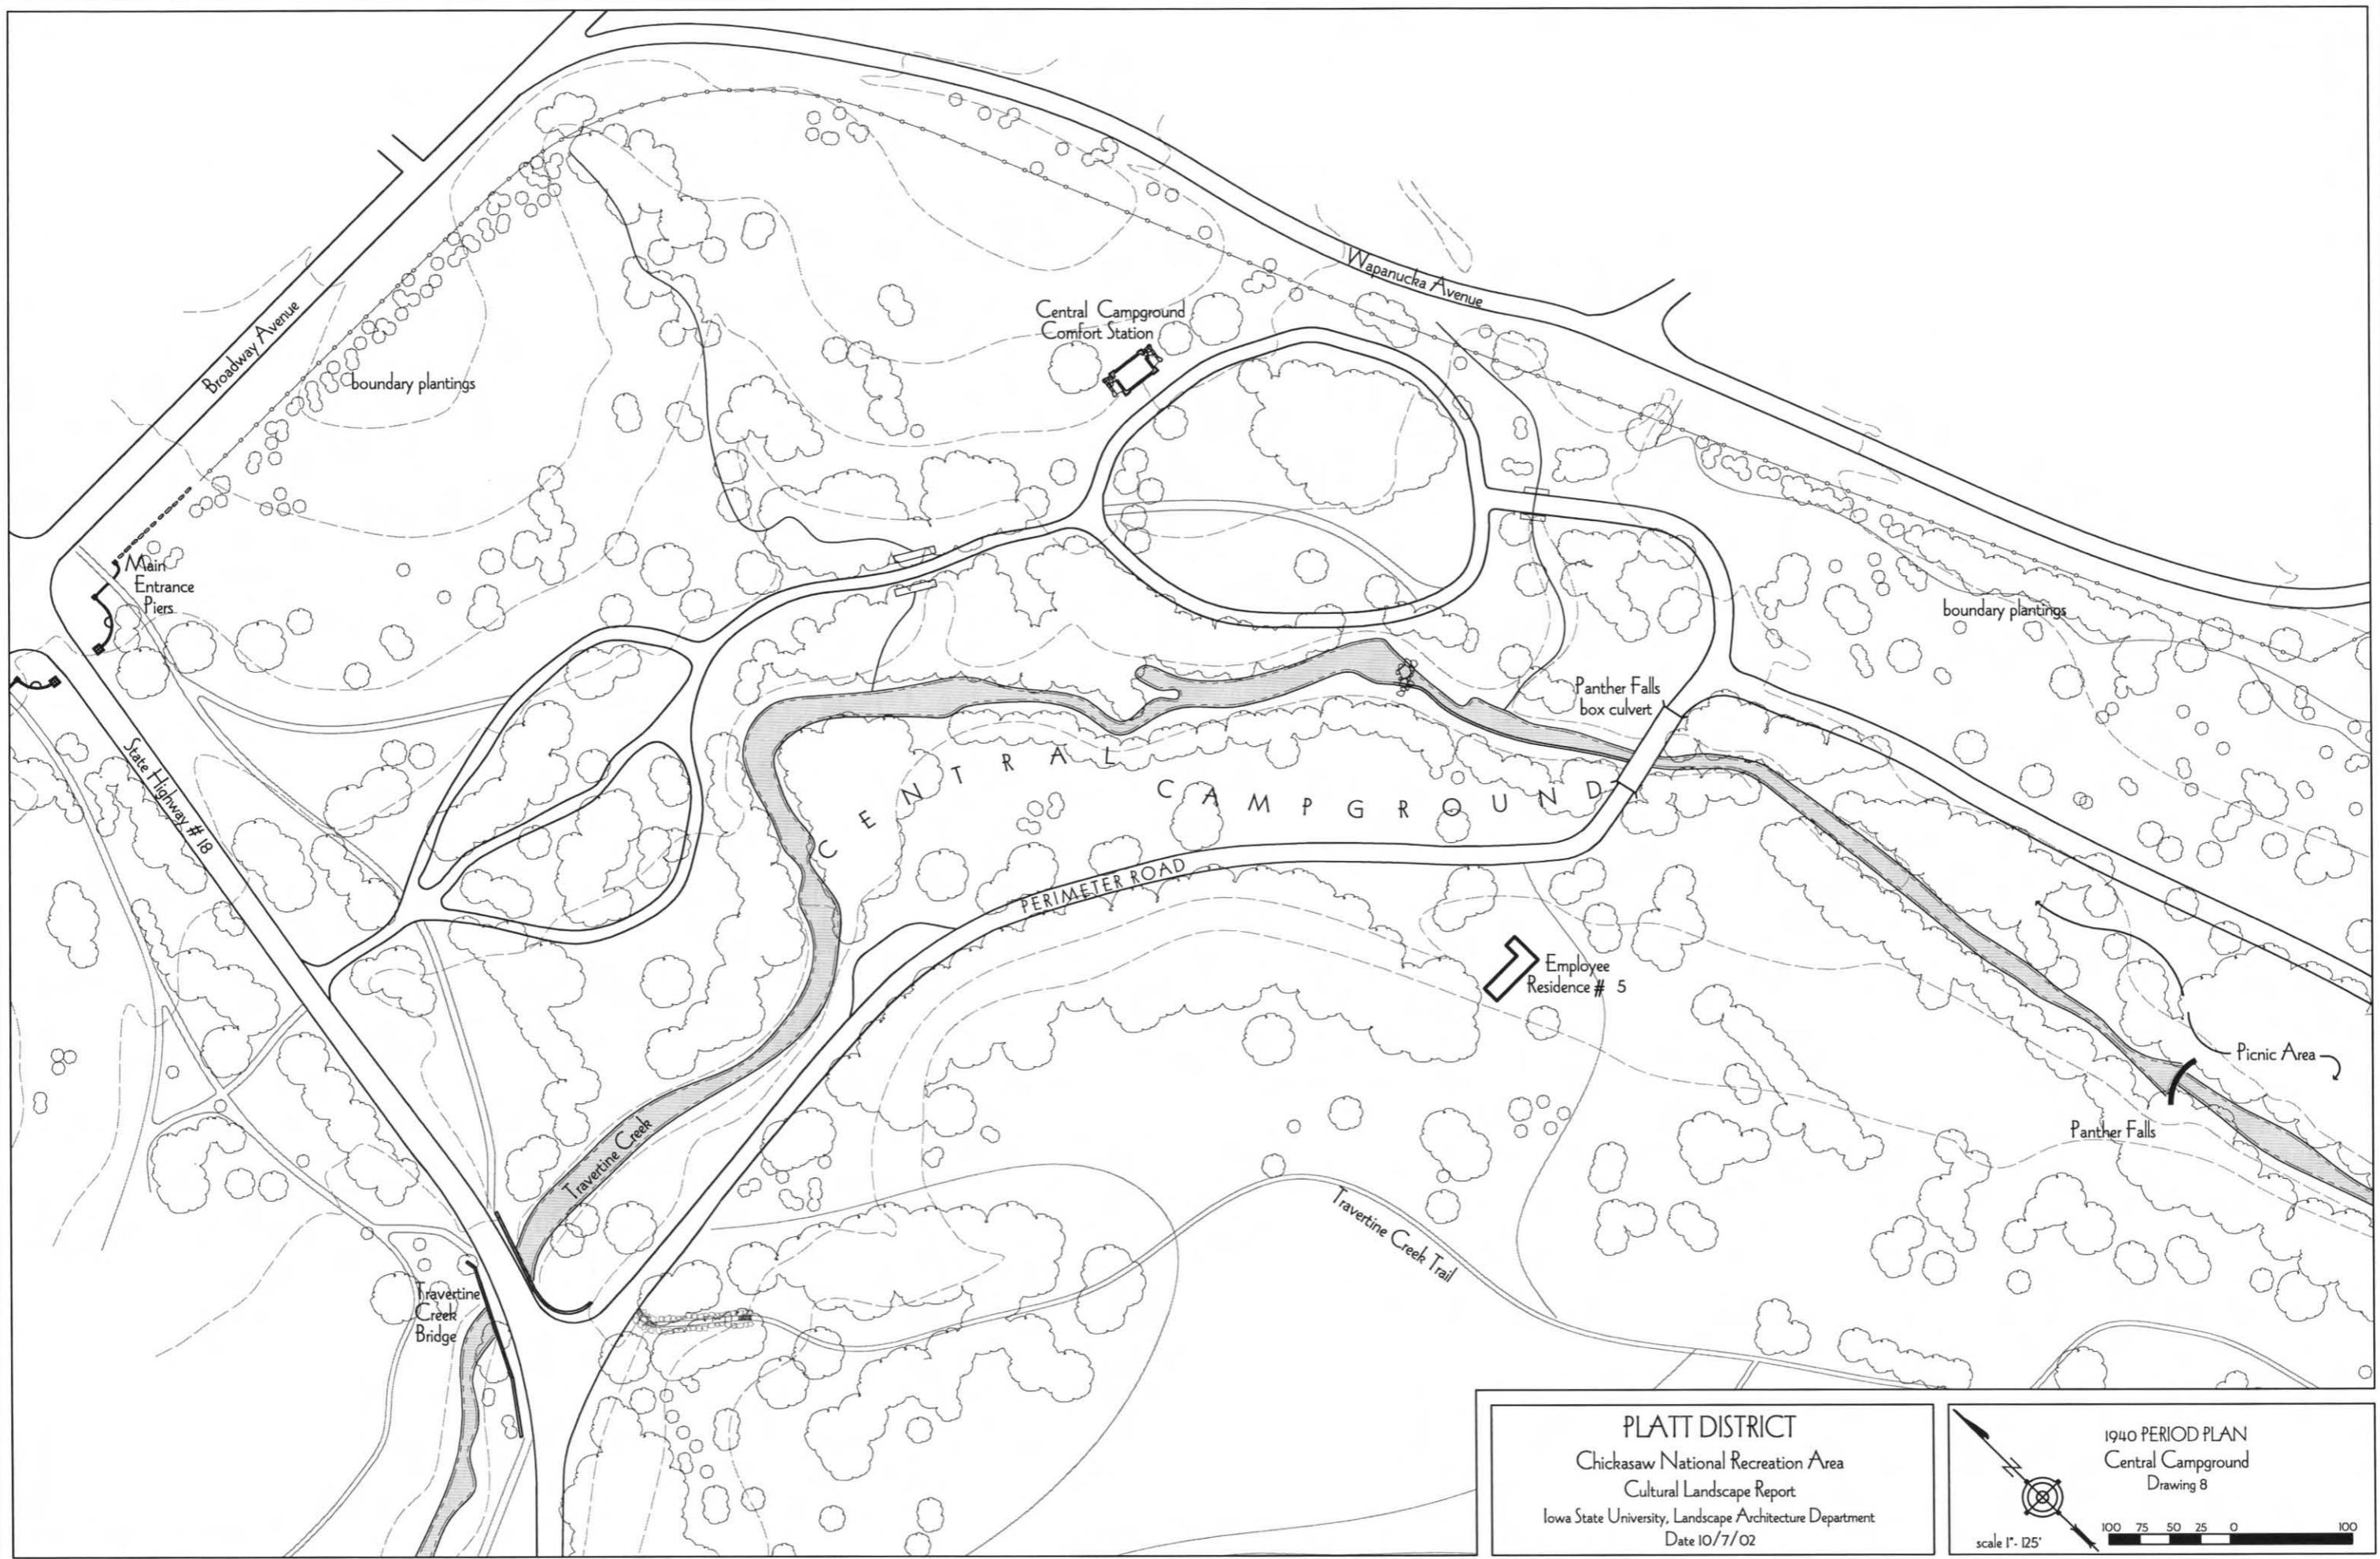 Wapanucka Avenue
Broadway Avenue
Central Campground
Comfort Station
boundary plantings
Main
Entrance
Piers
boundary plantings
Panther Falls
box culvert
State Highway # 18
CENTRAL CAMPGROUND
PERIMETER ROAD
Employee
Residence # 5
Picnic Area
Panther Falls
Travertine Creek
Travertine Creek Trail
Travertine
Creek
Bridge
PLATT DISTRICT
Chickasaw National Recreation Area
Cultural Landscape Report
Iowa State University, Landscape Architecture Department
Date 10/7/02
1940 PERIOD PLAN
Central Campground
Drawing 8
N
scale 1"- 125'
100 75 50 25 0 100